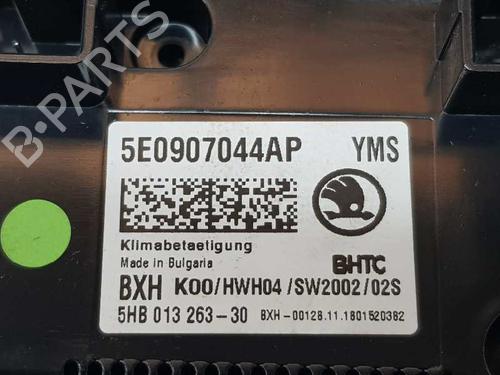 B-PARTS
5E0907044AP YMS
Klimabetaetigung
Made in Bulgaria
BHTC
BXH K00/HWH04 /SW2002/02S
5HB 013 263-30 BXH-00128.11.1801520382